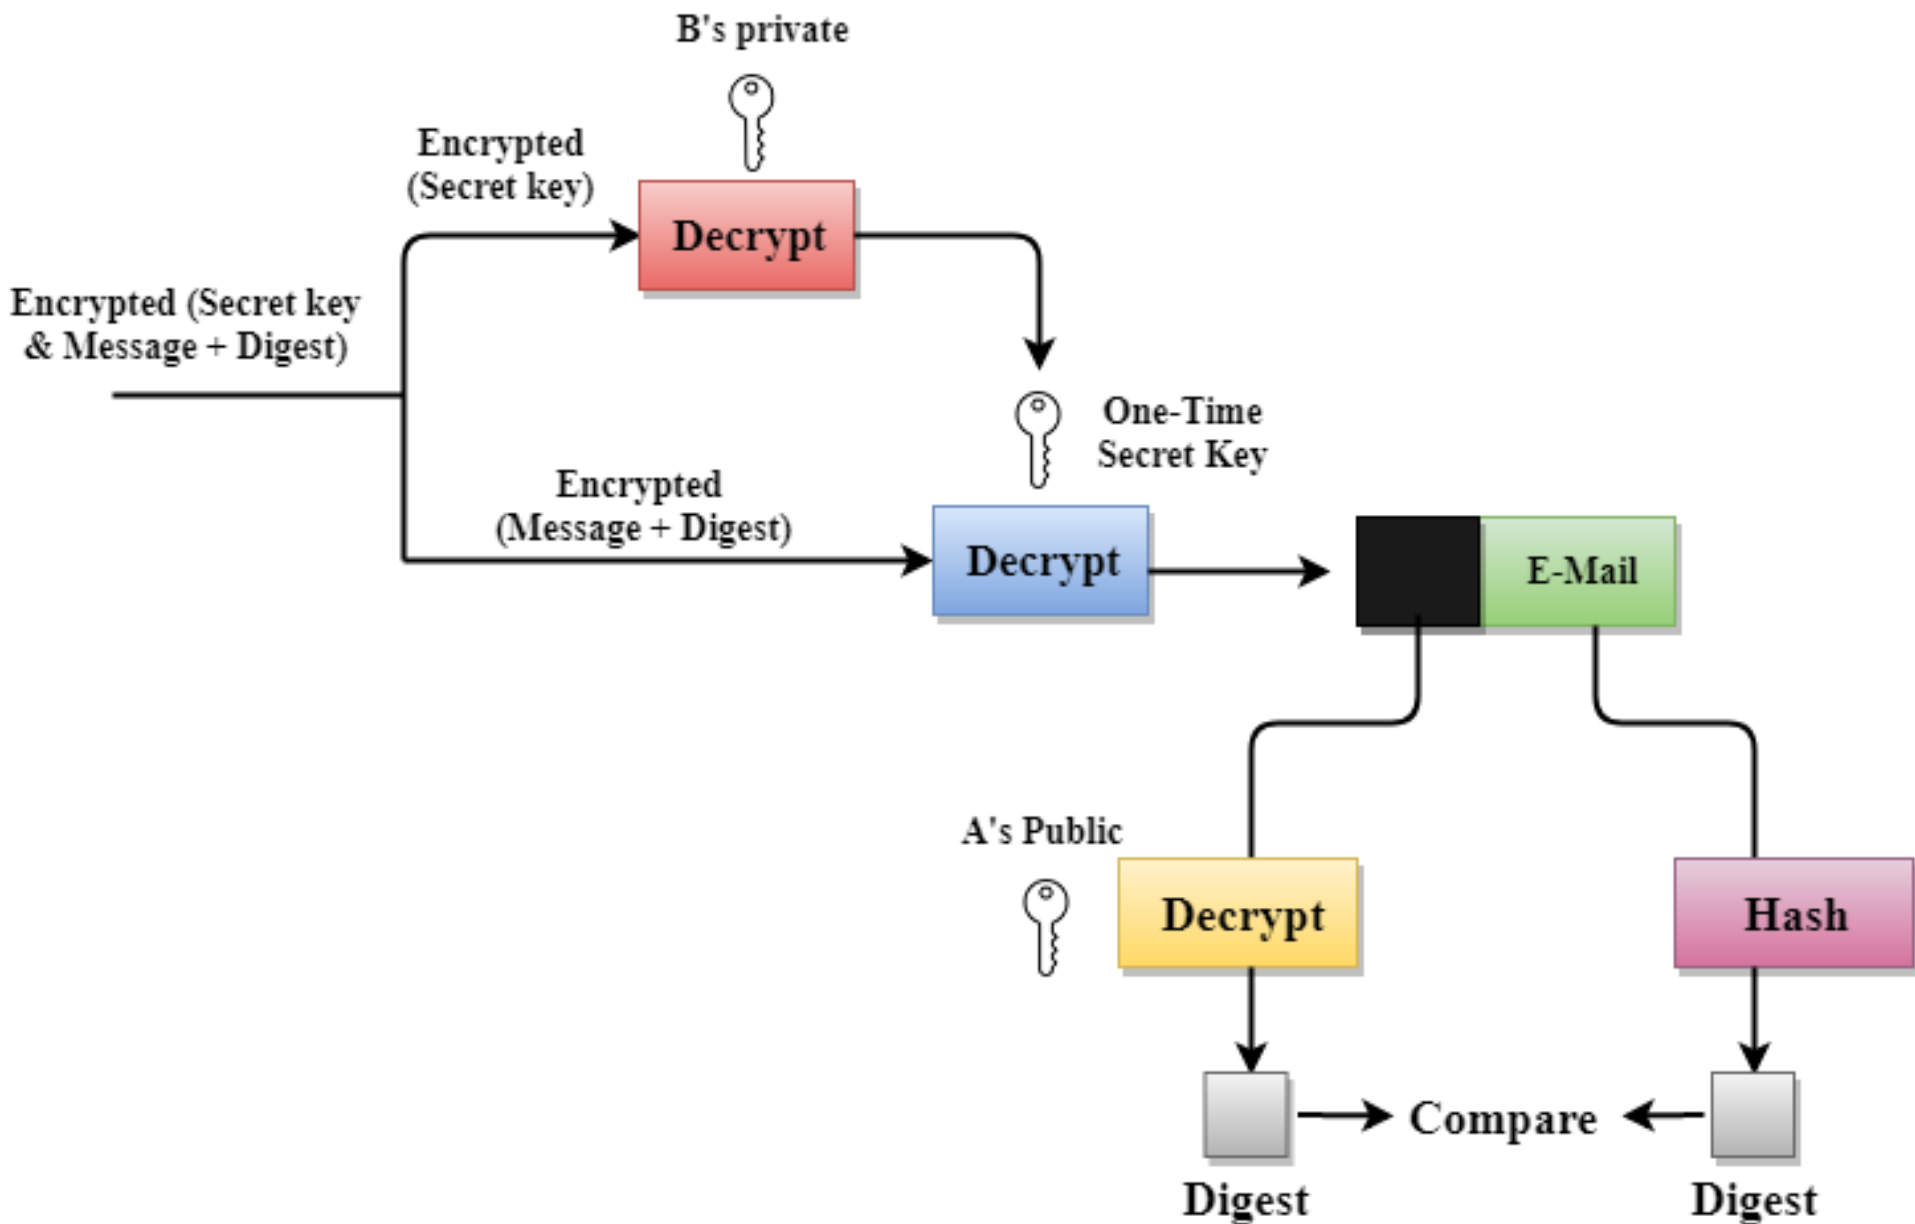 B's private
Encrypted
(Secret key)
Decrypt
Encrypted (Secret key
& Message + Digest)
One-Time
Secret Key
Encrypted
(Message + Digest)
Decrypt
E-Mail
A's Public
Decrypt
Hash
Compare
Digest
Digest